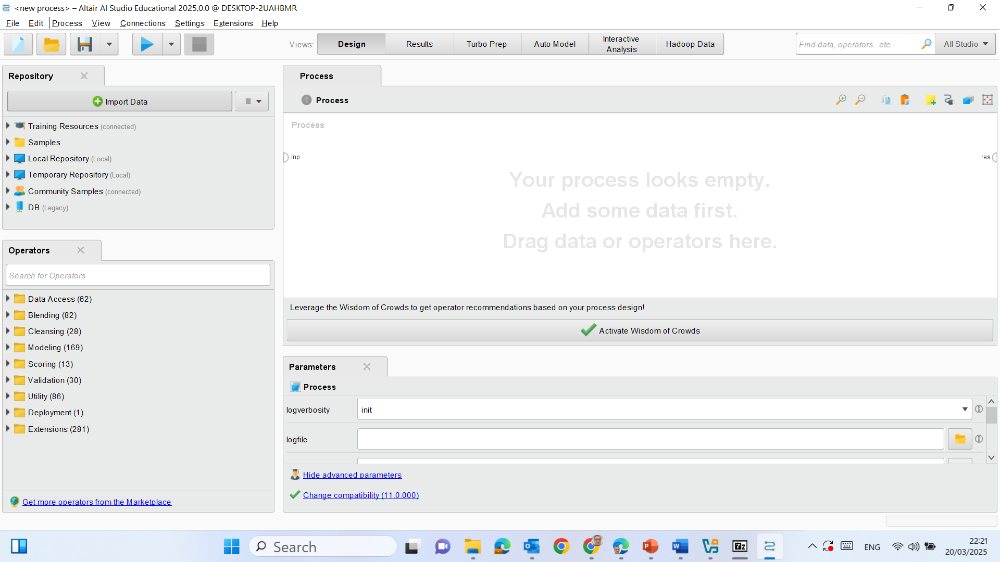 <new process> – Altair AI Studio Educational 2025.0.0 @ DESKTOP-2UAHBMR
File Edit Process View Connections Settings Extensions Help
Views: Design Results Turbo Prep Auto Model Interactive Analysis Hadoop Data
Find data, operators...etc All Studio
Repository
Import Data
Training Resources (connected)
Samples
Local Repository (Local)
Temporary Repository (Local)
Community Samples (connected)
DB (Legacy)
Operators
Search for Operators
Data Access (62)
Blending (82)
Cleansing (28)
Modeling (169)
Scoring (13)
Validation (30)
Utility (86)
Deployment (1)
Extensions (281)
Get more operators from the Marketplace
Process
Process
Process
inp
res
Your process looks empty.
Add some data first.
Drag data or operators here.
Leverage the Wisdom of Crowds to get operator recommendations based on your process design!
Activate Wisdom of Crowds
Parameters
Process
logverbosity init
logfile
Hide advanced parameters
Change compatibility (11.0.000)
Search
ENG
22:21
20/03/2025